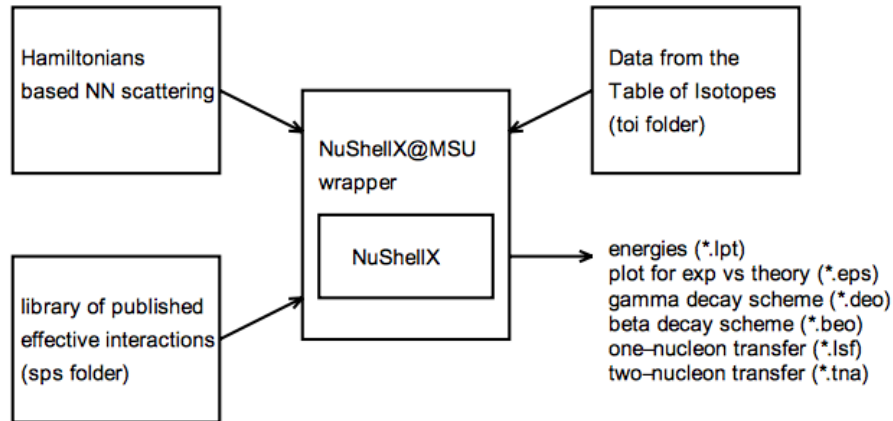 Hamiltonians
based NN scattering
Data from the
Table of Isotopes
(toi folder)
NuShellX@MSU
wrapper
NuShellX
library of published
effective interactions
(sps folder)
energies (*.lpt)
plot for exp vs theory (*.eps)
gamma decay scheme (*.deo)
beta decay scheme (*.beo)
one–nucleon transfer (*.lsf)
two–nucleon transfer (*.tna)